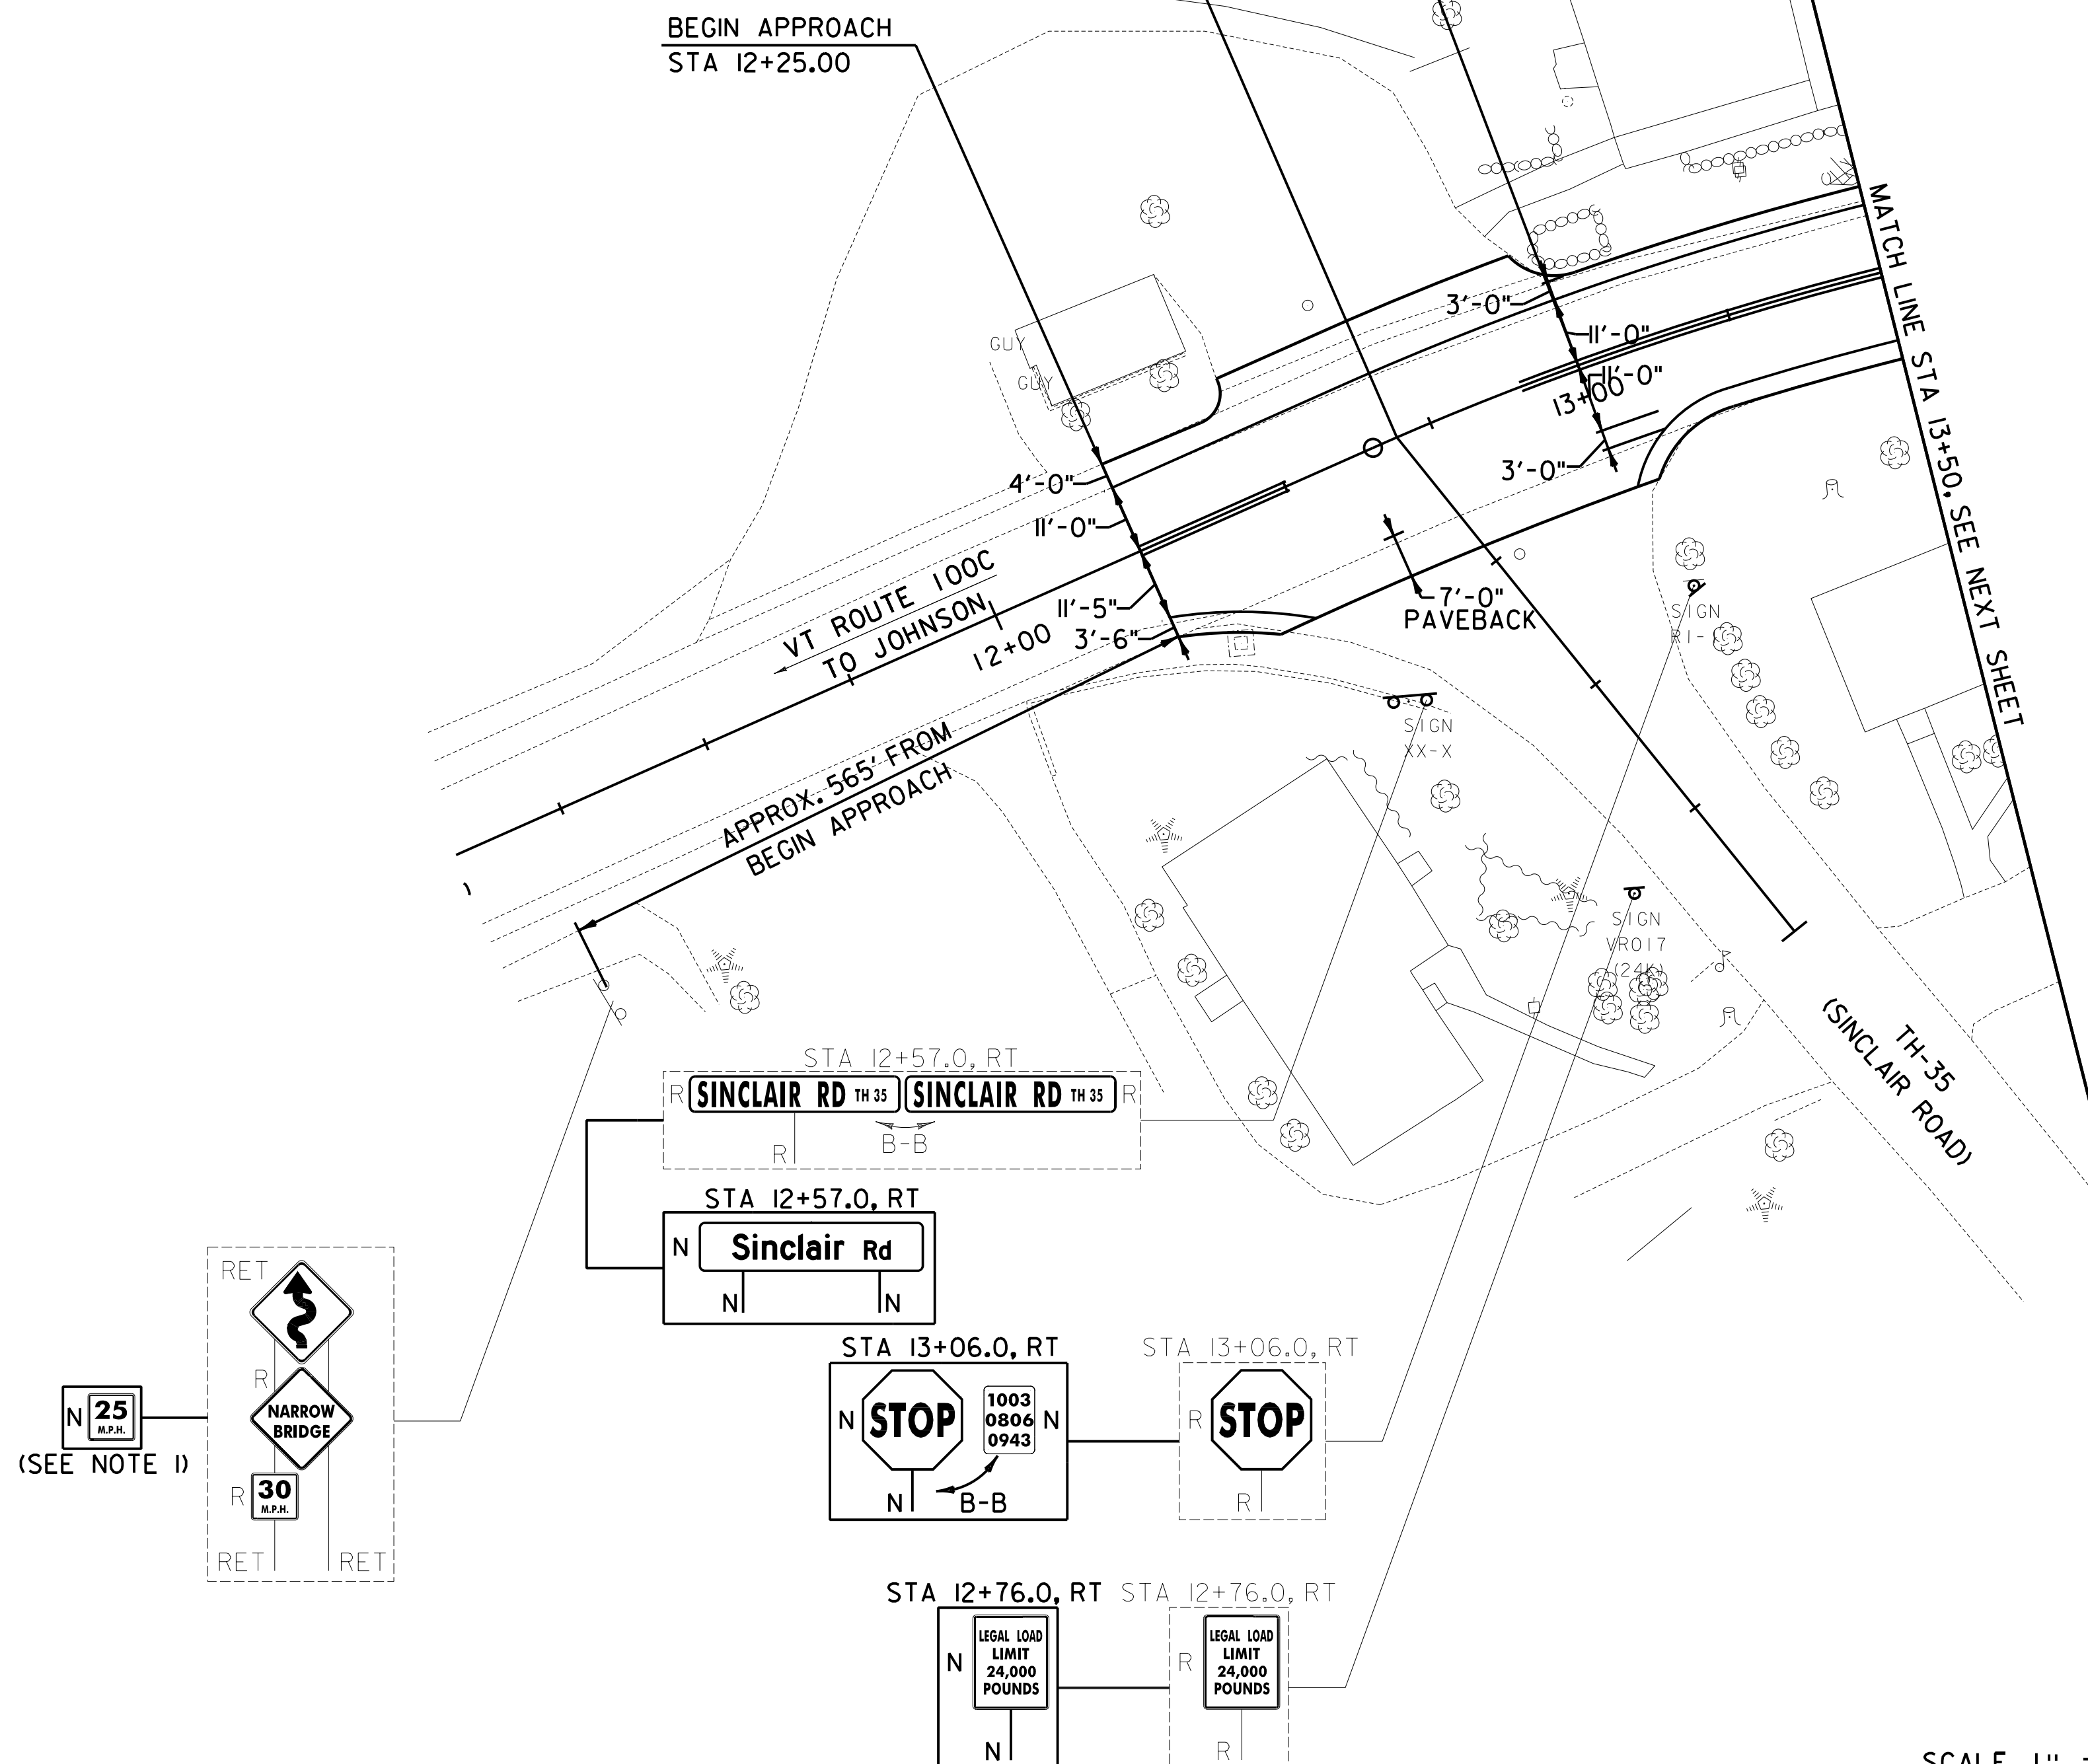 BEGIN APPROACH
STA 12+25.00
MATCH LINE STA 13+50, SEE NEXT SHEET
3'-0"
11'-0"
11'-0"
13+00
3'-0"
GUY
GUY
4'-0"
11'-0"
11'-5"
3'-6"
VT ROUTE 100C
TO JOHNSON
12+00
7'-0"
PAVEBACK
SIGN
R1-
SIGN
XX-X
APPROX. 565' FROM
BEGIN APPROACH
)
SIGN
VR017
(24K)
TH-35
(SINCLAIR ROAD)
STA 12+57.0, RT
R SINCLAIR RD TH 35 SINCLAIR RD TH 35 R
R B-B
STA 12+57.0, RT
N Sinclair Rd
N N
RET
R
NARROW
BRIDGE
N 25
M.P.H.
(SEE NOTE 1)
R 30
M.P.H.
RET RET
STA 13+06.0, RT
N STOP
1003
0806
0943
N
N B-B
STA 13+06.0, RT
R STOP
R
STA 12+76.0, RT
N
LEGAL LOAD
LIMIT
24,000
POUNDS
N
STA 12+76.0, RT
R
LEGAL LOAD
LIMIT
24,000
POUNDS
R
SCALE 1"